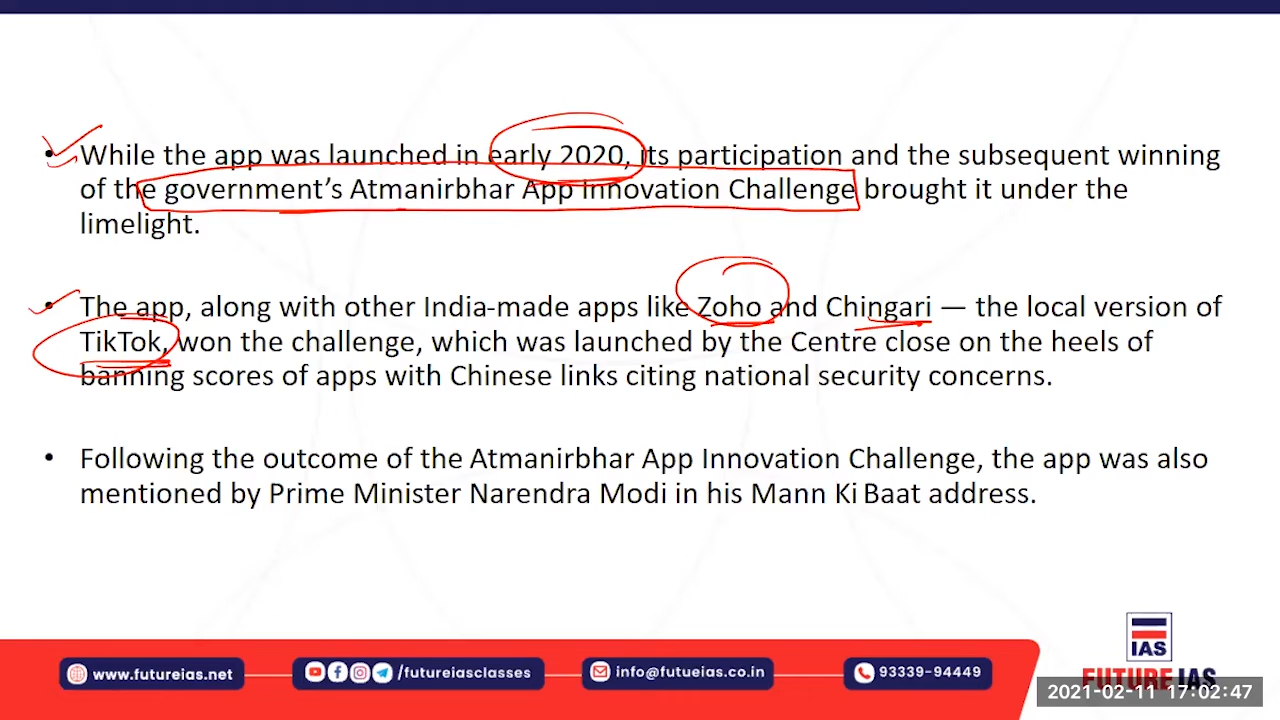 • While the app was launched in early 2020, its participation and the subsequent winning
of the government’s Atmanirbhar App Innovation Challenge brought it under the
limelight.
• The app, along with other India-made apps like Zoho and Chingari — the local version of
TikTok, won the challenge, which was launched by the Centre close on the heels of
banning scores of apps with Chinese links citing national security concerns.
• Following the outcome of the Atmanirbhar App Innovation Challenge, the app was also
mentioned by Prime Minister Narendra Modi in his Mann Ki Baat address.
IAS
FUTURE IAS
www.futureias.net
/futureiasclasses
info@futueias.co.in
93339-94449
2021-02-11 17:02:47